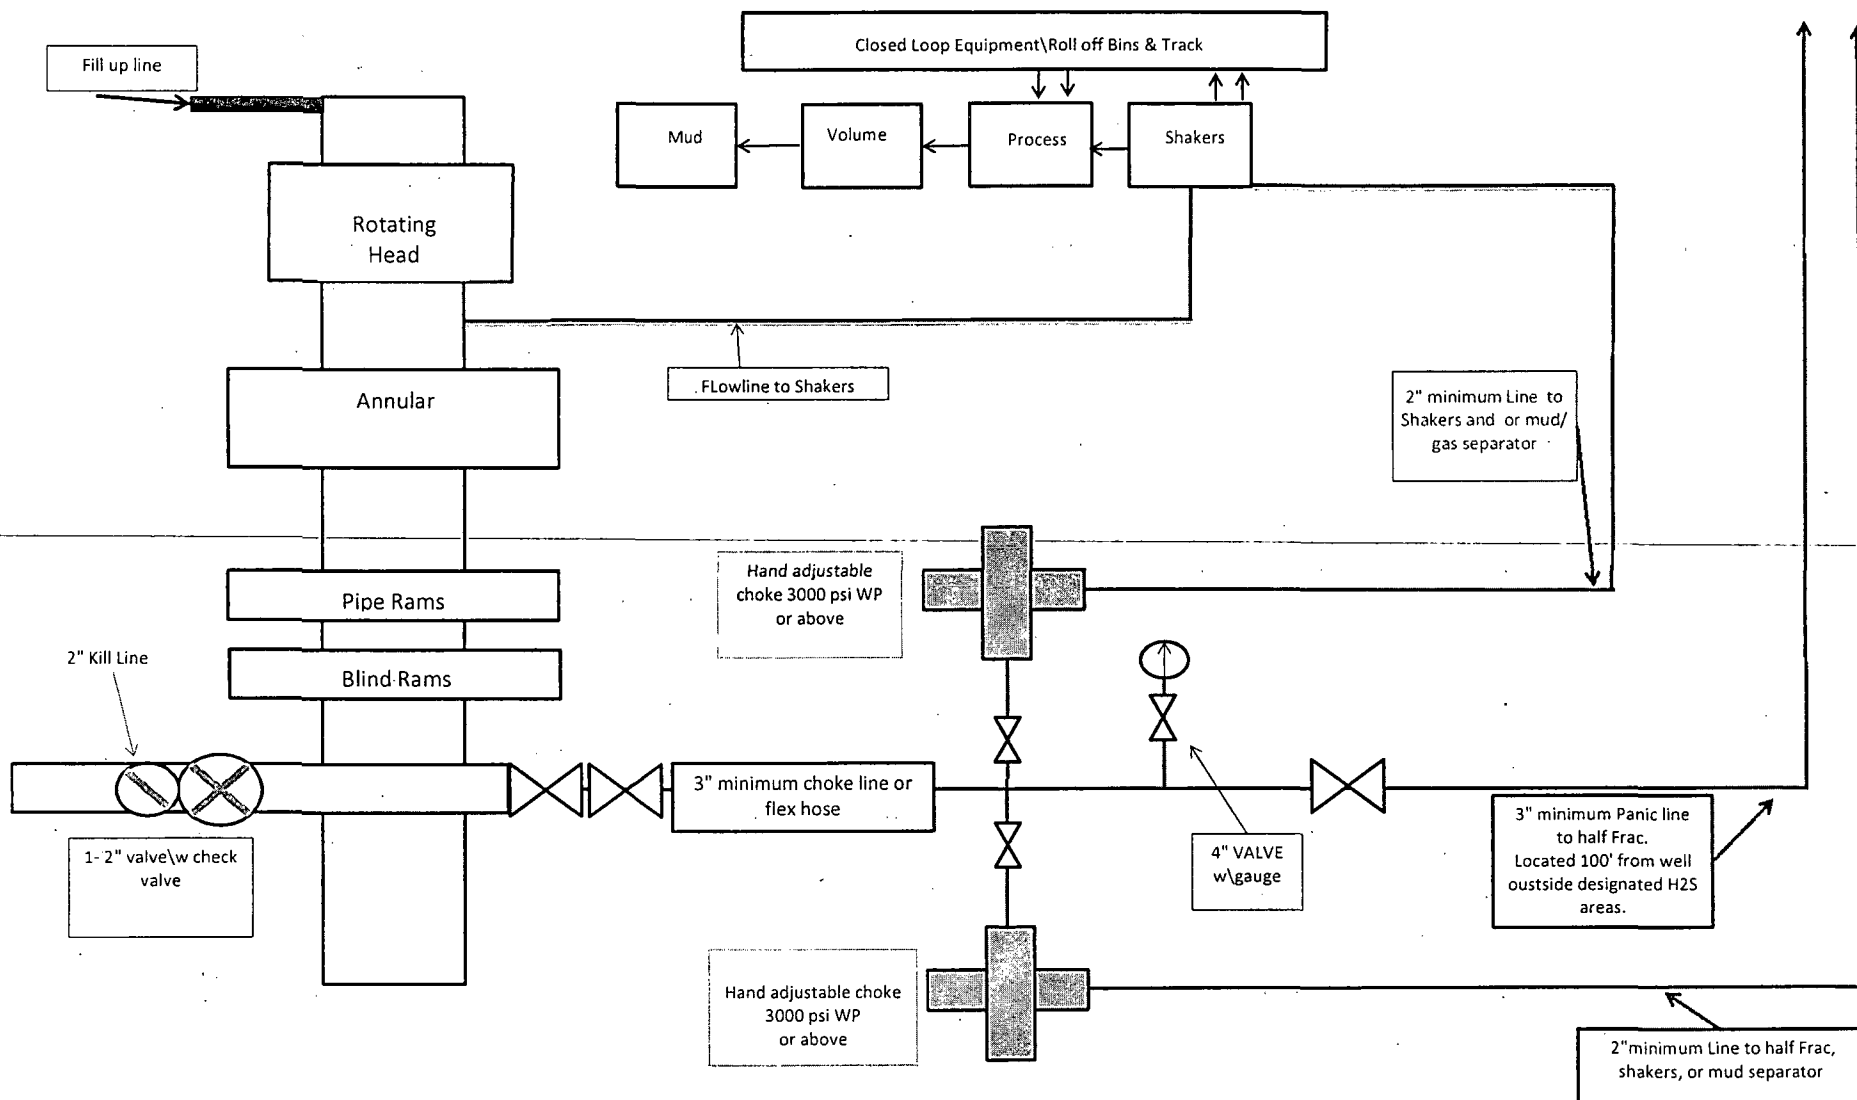 Closed Loop Equipment\Roll off Bins & Track
Fill up line
Mud
Volume
Process
Shakers
Rotating
Head
FLowline to Shakers
Annular
2" minimum Line to
Shakers and or mud/
gas separator
Hand adjustable
choke 3000 psi WP
or above
Pipe Rams
2" Kill Line
Blind Rams
3" minimum choke line or
flex hose
1- 2" valve\w check
valve
4" VALVE
w\gauge
3" minimum Panic line
to half Frac.
Located 100' from well
oustside designated H2S
areas.
Hand adjustable choke
3000 psi WP
or above
2"minimum Line to half Frac,
shakers, or mud separator